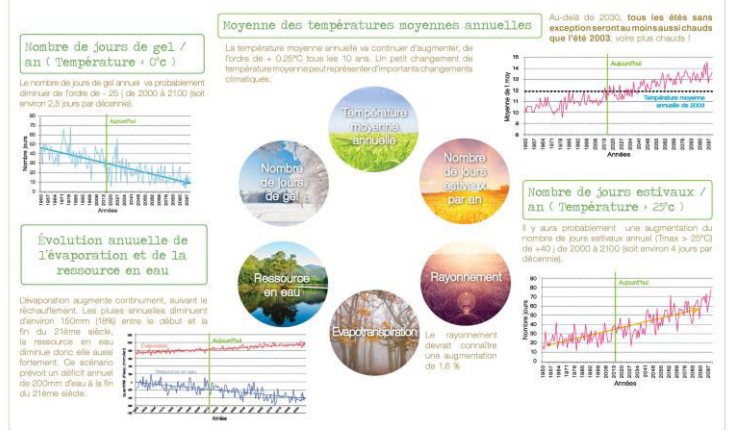 Moyenne des températures moyennes annuelles
La température moyenne annuelle va continuer d'augmenter, de
l'ordre de + 0.25°C tous les 10 ans. Un petit changement de
température moyenne peut représenter d'importants changements
climatiques.
Au-delà de 2030, tous les étés sans
exception seront au moins aussi chauds
que l'été 2003, voire plus chauds !
Nombre de jours de gel /
an ( Température < 0°c )
Le nombre de jours de gel annuel va probablement
diminuer de l'ordre de - 25 j de 2000 à 2100 (soit
environ 2,5 jours par décennie).
Aujourd'hui
Nombre jours
Années
Aujourd'hui
Température moyenne
annuelle de 2003
Moyenne de t moy
Années
Température
moyenne
annuelle
Nombre
de jours
de gel
Nombre
de jours
estivaux
par an
Ressource
en eau
Rayonnement
Evapotranspiration
Le rayonnement
devrait connaître
une augmentation
de 1,6 %
Nombre de jours estivaux /
an ( Température > 25°c )
Il y aura probablement une augmentation du
nombre de jours estivaux annuel (Tmax > 25°C)
de +40 j de 2000 à 2100 (soit environ 4 jours par
décennie).
Aujourd'hui
Nombre jours
Années
Évolution anuuelle de
l'évaporation et de la
ressource en eau
L'évaporation augmente continument, suivant le
réchauffement. Les pluies annuelles diminuent
d'environ 150mm (18%) entre le début et la
fin du 21ème siècle,
la ressource en eau
diminue donc elle aussi
fortement. Ce scénario
prévoit un déficit annuel
de 200mm d'eau à la fin
du 21ème siècle.
Aujourd'hui
Evaporation
Ressource en eau
Années